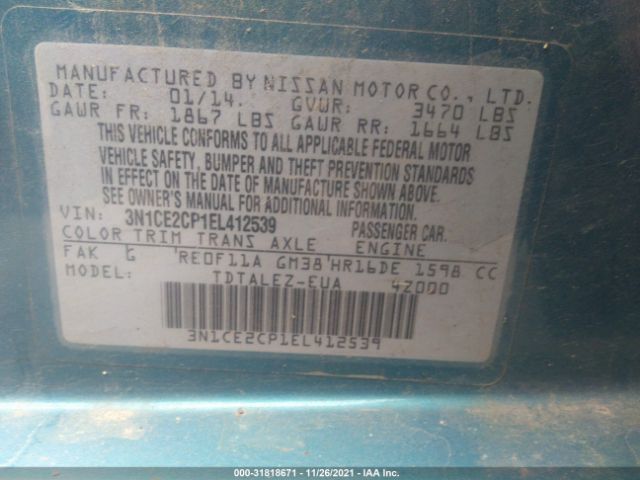 MANUFACTURED BY NISSAN MOTOR CO., LTD.
DATE: 01/14. GVWR: 3470 LBS
GAWR FR: 1867 LBS GAWR RR: 1664 LBS
THIS VEHICLE CONFORMS TO ALL APPLICABLE FEDERAL MOTOR
VEHICLE SAFETY, BUMPER AND THEFT PREVENTION STANDARDS
IN EFFECT ON THE DATE OF MANUFACTURE SHOWN ABOVE.
SEE OWNER'S MANUAL FOR ADDITIONAL INFORMATION.
VIN: 3N1CE2CP1EL412539 PASSENGER CAR.
COLOR TRIM TRANS AXLE ENGINE
FAK G 'RE0F11A GM38'HR16DE 1598 CC
MODEL: TDTALEZ-EUA 4Z000
3N1CE2CP1EL412539
000-31818671 - 11/26/2021 - IAA Inc.